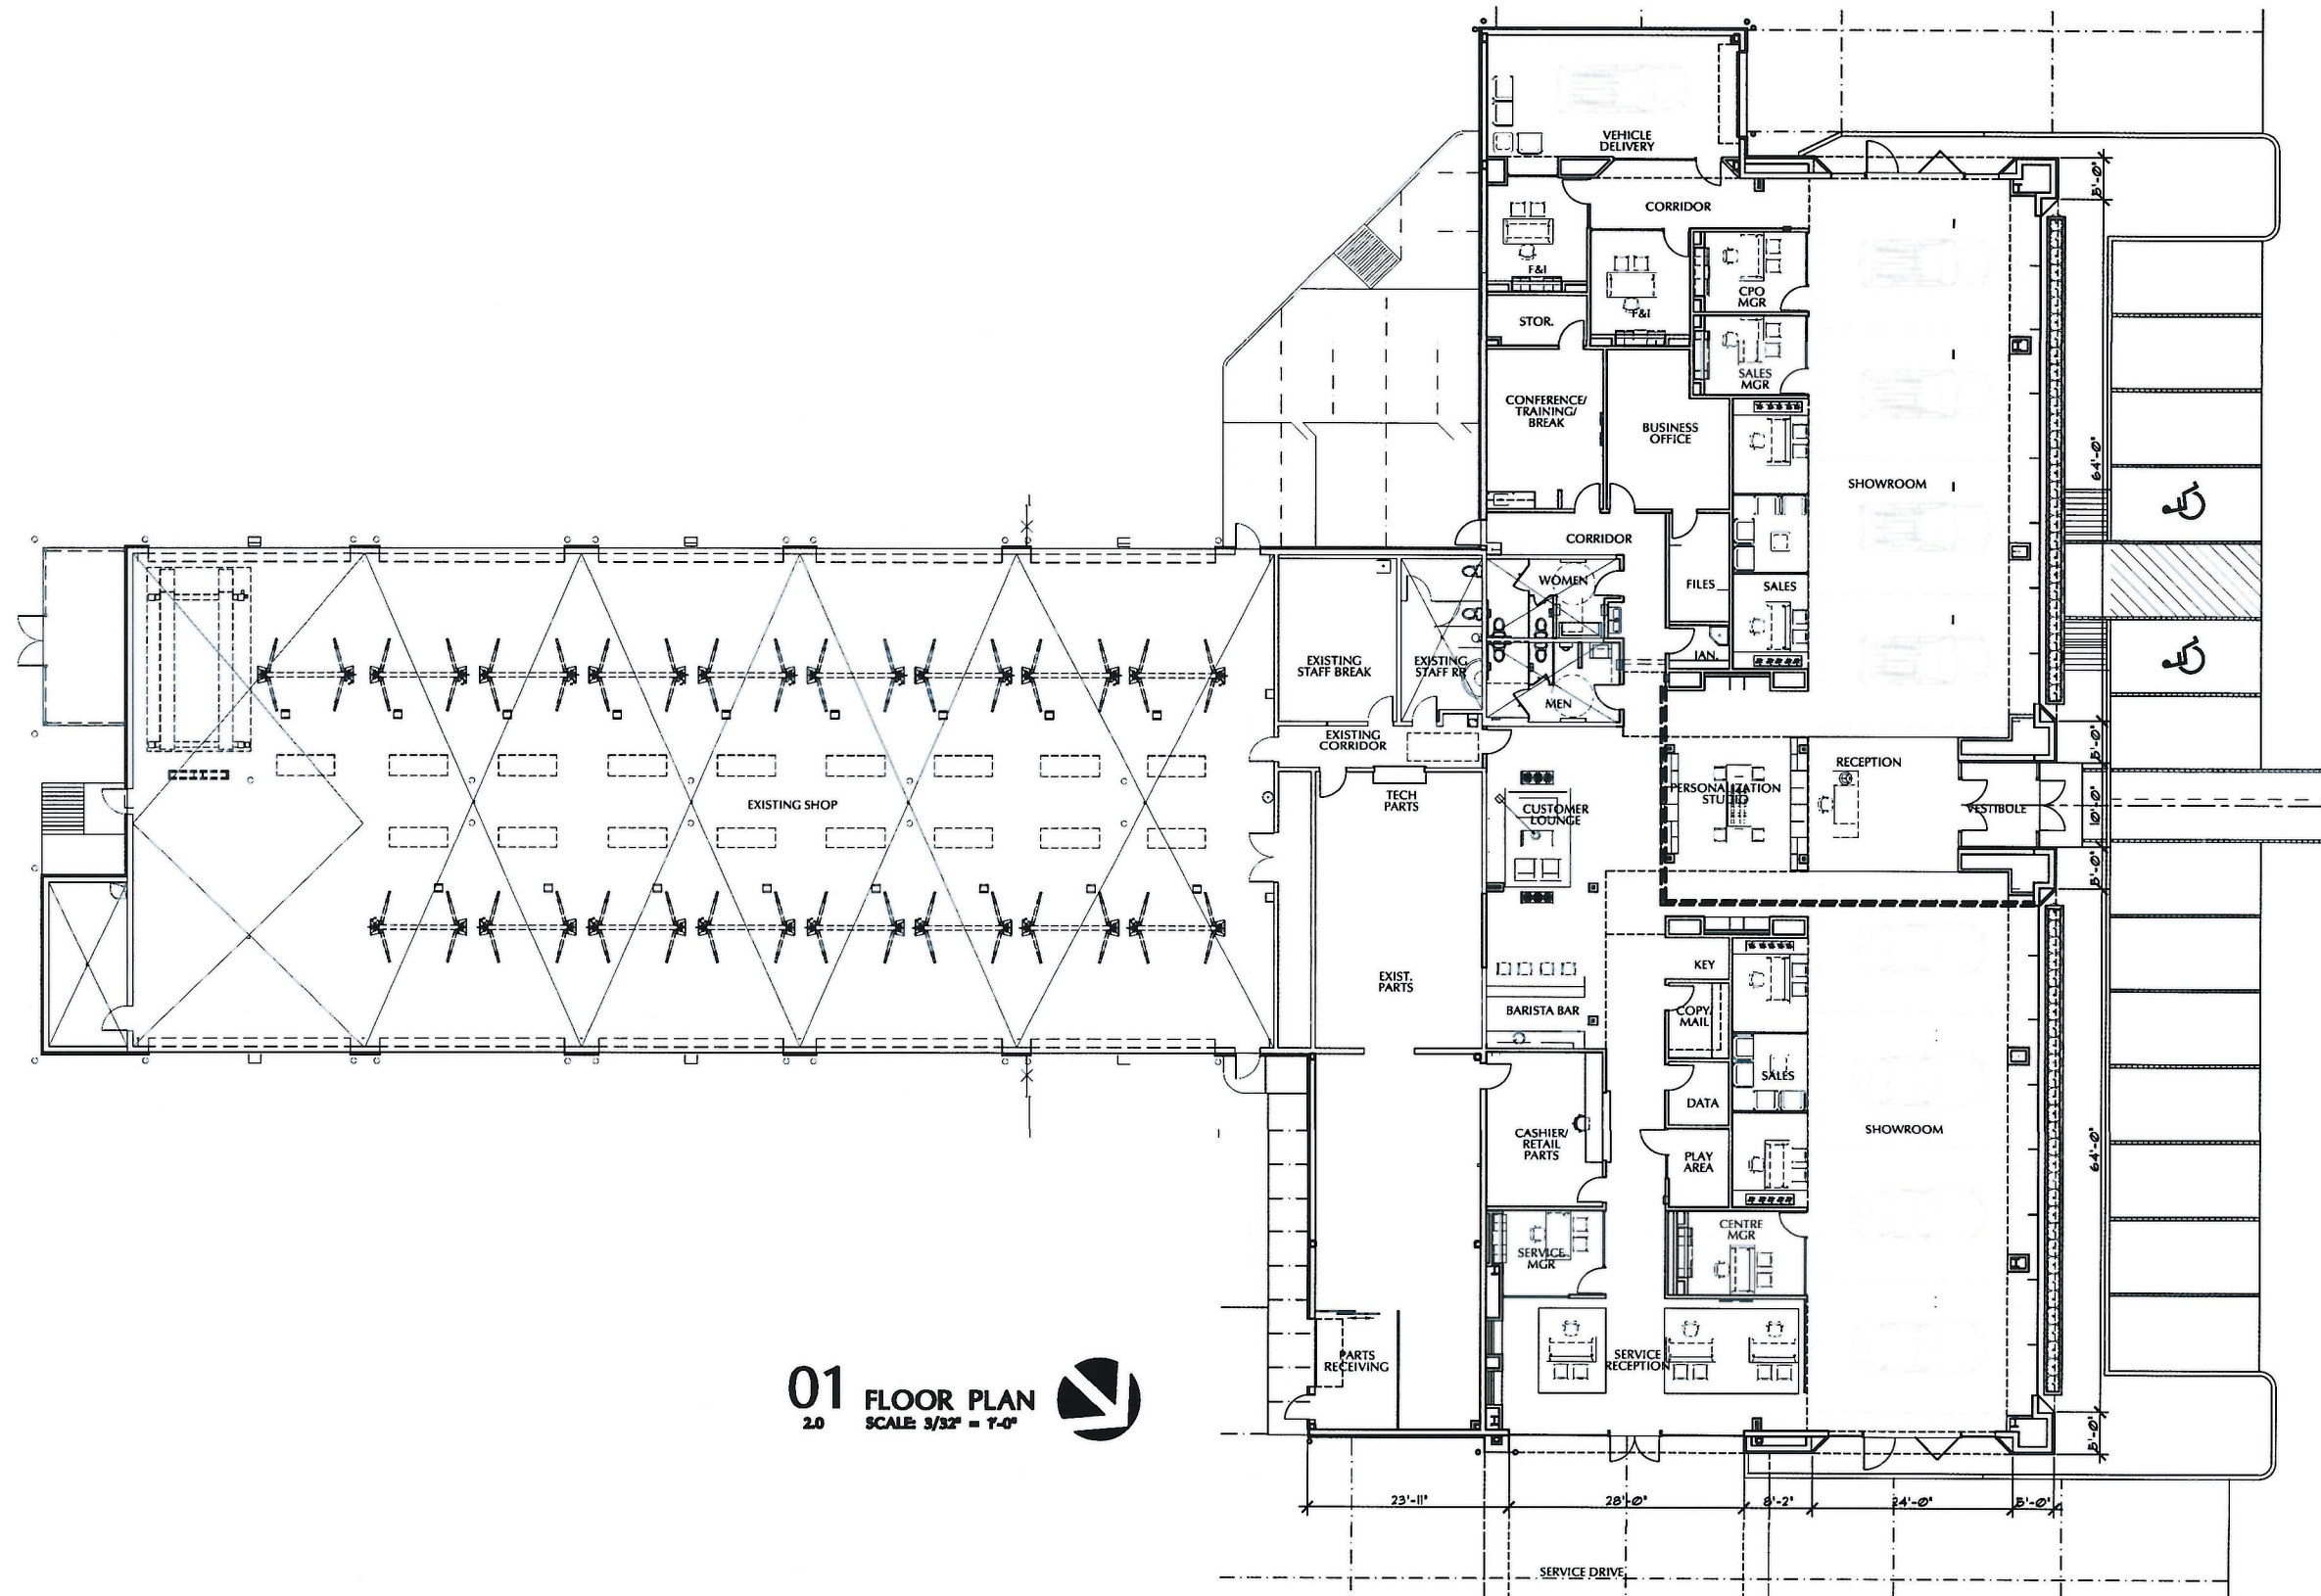 VEHICLE
DELIVERY
CORRIDOR
5'-0"
F&I
F&I
CPO
MGR
STOR.
SALES
MGR
CONFERENCE/
TRAINING/
BREAK
BUSINESS
OFFICE
64'-0"
SHOWROOM
CORRIDOR
WOMEN
FILES
SALES
EXISTING
STAFF BREAK
EXISTING
STAFF RR
JAN.
MEN
EXISTING
CORRIDOR
5'-0"
RECEPTION
PERSONALIZATION
STUDIO
TECH
PARTS
EXISTING SHOP
CUSTOMER
LOUNGE
VESTIBULE
10'-0"
5'-0"
KEY
EXIST.
PARTS
BARISTA BAR
COPY/
MAIL
SALES
DATA
SHOWROOM
CASHIER/
RETAIL
PARTS
PLAY
AREA
64'-0"
CENTRE
MGR
SERVICE
MGR
PARTS
RECEIVING
SERVICE
RECEPTION
01 FLOOR PLAN
2.0 SCALE: 3/32" = 1'-0"
5'-0"
23'-11"
28'-0"
8'-2"
24'-0"
5'-0"
SERVICE DRIVE